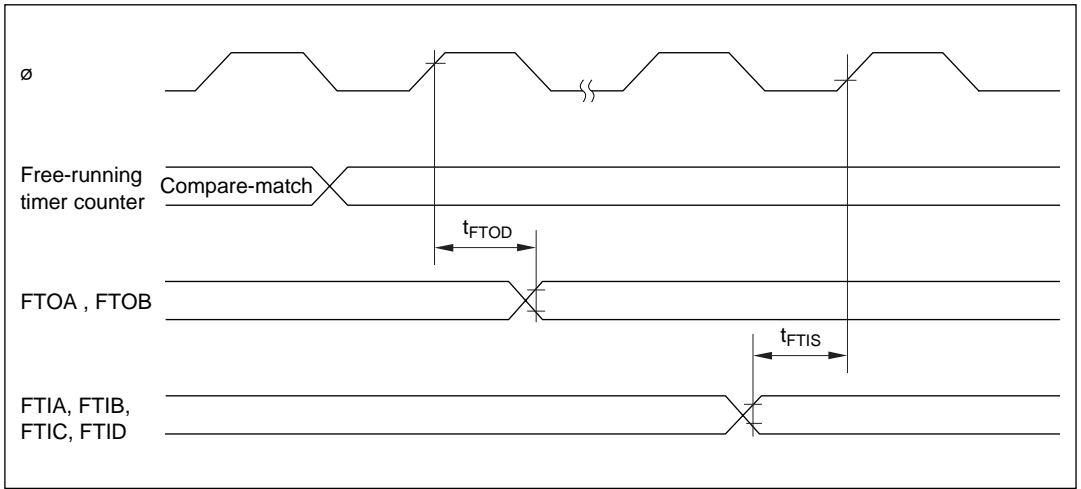 ø
Free-running
timer counter
Compare-match
tFTOD
FTOA , FTOB
tFTIS
FTIA, FTIB,
FTIC, FTID